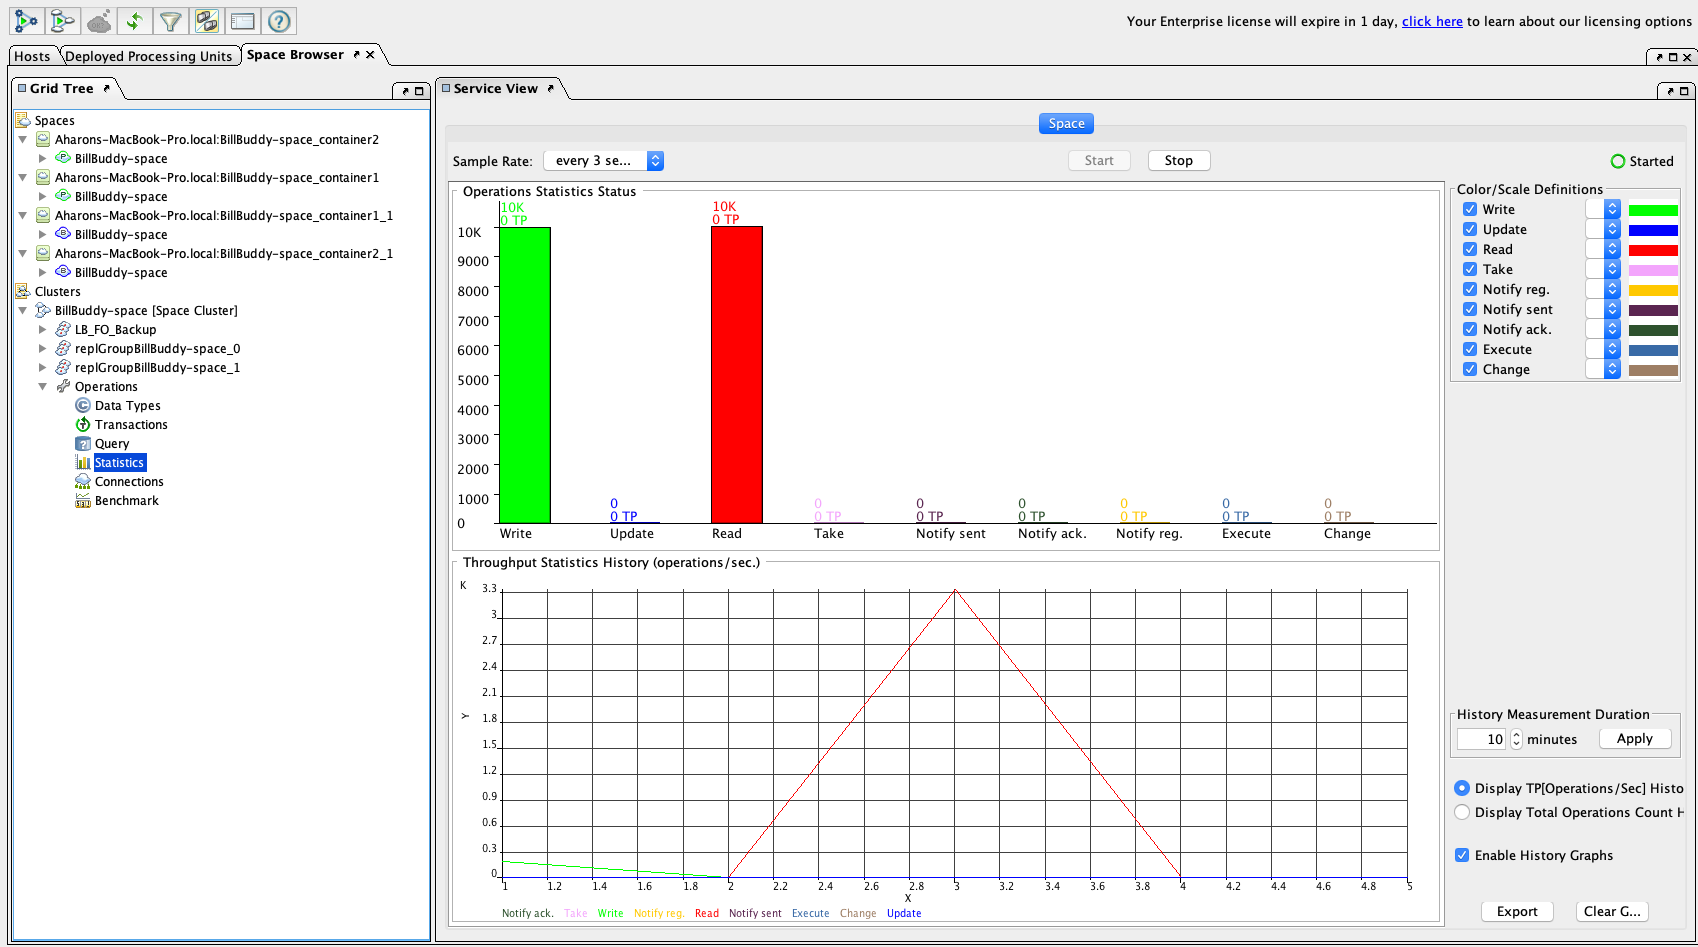 Your Enterprise license will expire in 1 day, click here to learn about our licensing options
Hosts
Deployed Processing Units
Space Browser
Grid Tree
Spaces
Aharons-MacBook-Pro.local:BillBuddy-space_container2
BillBuddy-space
Aharons-MacBook-Pro.local:BillBuddy-space_container1
BillBuddy-space
Aharons-MacBook-Pro.local:BillBuddy-space_container1_1
BillBuddy-space
Aharons-MacBook-Pro.local:BillBuddy-space_container2_1
BillBuddy-space
Clusters
BillBuddy-space [Space Cluster]
LB_FO_Backup
replGroupBillBuddy-space_0
replGroupBillBuddy-space_1
Operations
Data Types
Transactions
Query
Statistics
Connections
Benchmark
Service View
Space
Sample Rate: every 3 se... Start Stop Started
Operations Statistics Status
10K 10K
0 TP 0 TP
10K
9000
8000
7000
6000
5000
4000
3000
2000
1000
0
0 0 0 0 0 0 0
0 TP 0 TP 0 TP 0 TP 0 TP 0 TP 0 TP
Write Update Read Take Notify sent Notify ack. Notify reg. Execute Change
Throughput Statistics History (operations/sec.)
K
3.3
3
2.7
2.4
2.1
1.8
Y
1.5
1.2
0.9
0.6
0.3
0
1 1.2 1.4 1.6 1.8 2 2.2 2.4 2.6 2.8 3 3.2 3.4 3.6 3.8 4 4.2 4.4 4.6 4.8 5
X
Notify ack. Take Write Notify reg. Read Notify sent Execute Change Update
Color/Scale Definitions
Write
Update
Read
Take
Notify reg.
Notify sent
Notify ack.
Execute
Change
History Measurement Duration
10 minutes Apply
Display TP[Operations/Sec] Histo
Display Total Operations Count H
Enable History Graphs
Export Clear G...